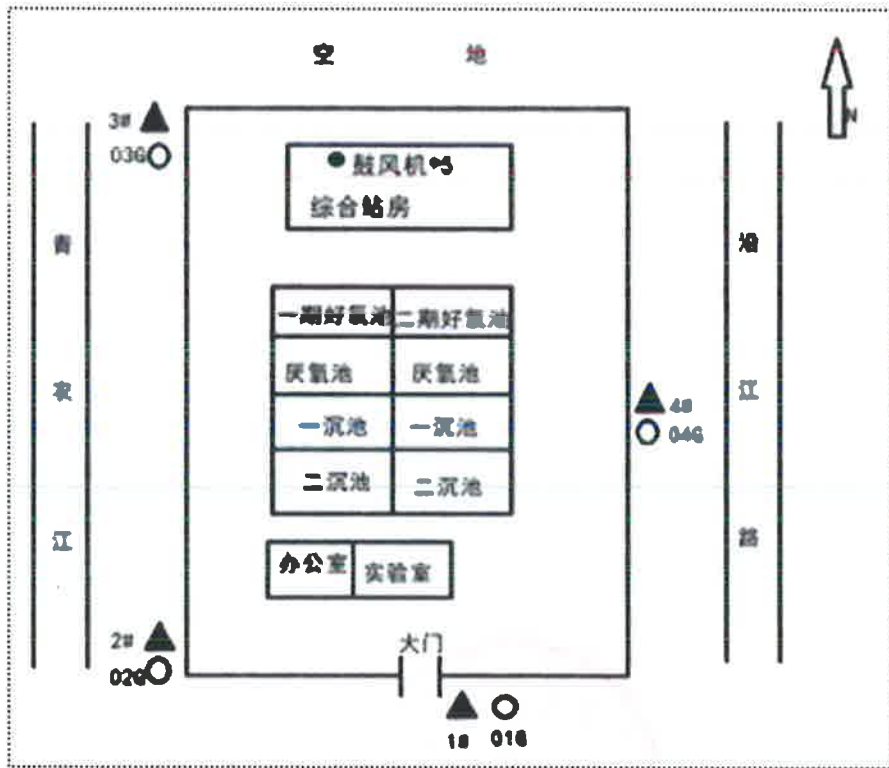 空 地
N
3#
03G
鼓风机
综合站房
青衣江
沿江路
一期好氧池 二期好氧池
厌氧池 厌氧池
一沉池 一沉池
二沉池 二沉池
4#
04G
办公室 实验室
大门
2#
02G
1# 01G